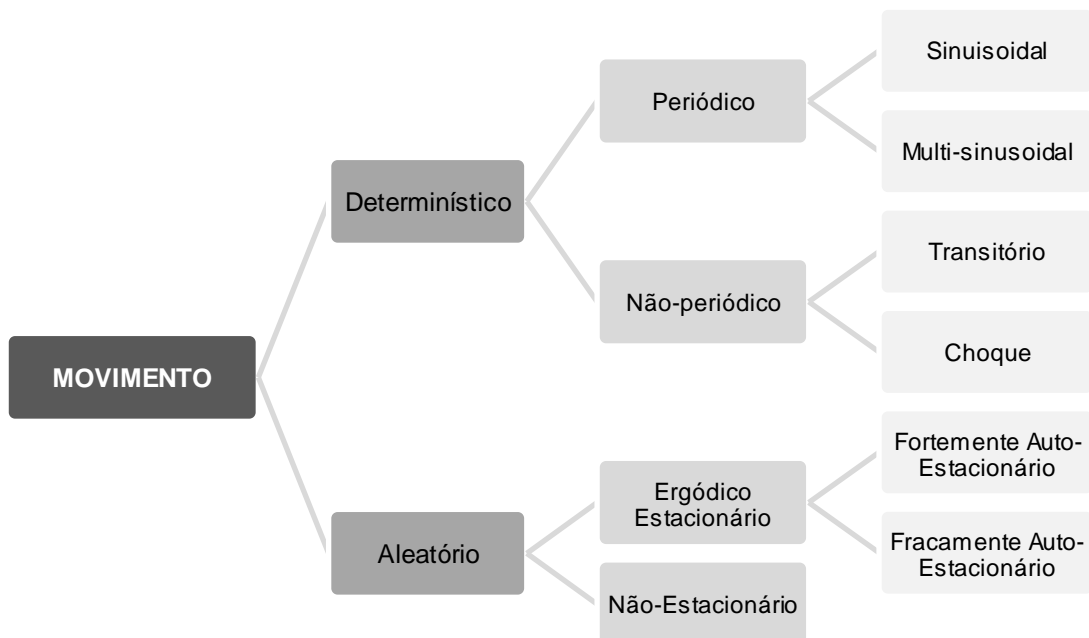 MOVIMENTO
Determinístico
Periódico
Sinuisoidal
Multi-sinusoidal
Não-periódico
Transitório
Choque
Aleatório
Ergódico
Estacionário
Fortemente Auto-
Estacionário
Fracamente Auto-
Estacionário
Não-Estacionário